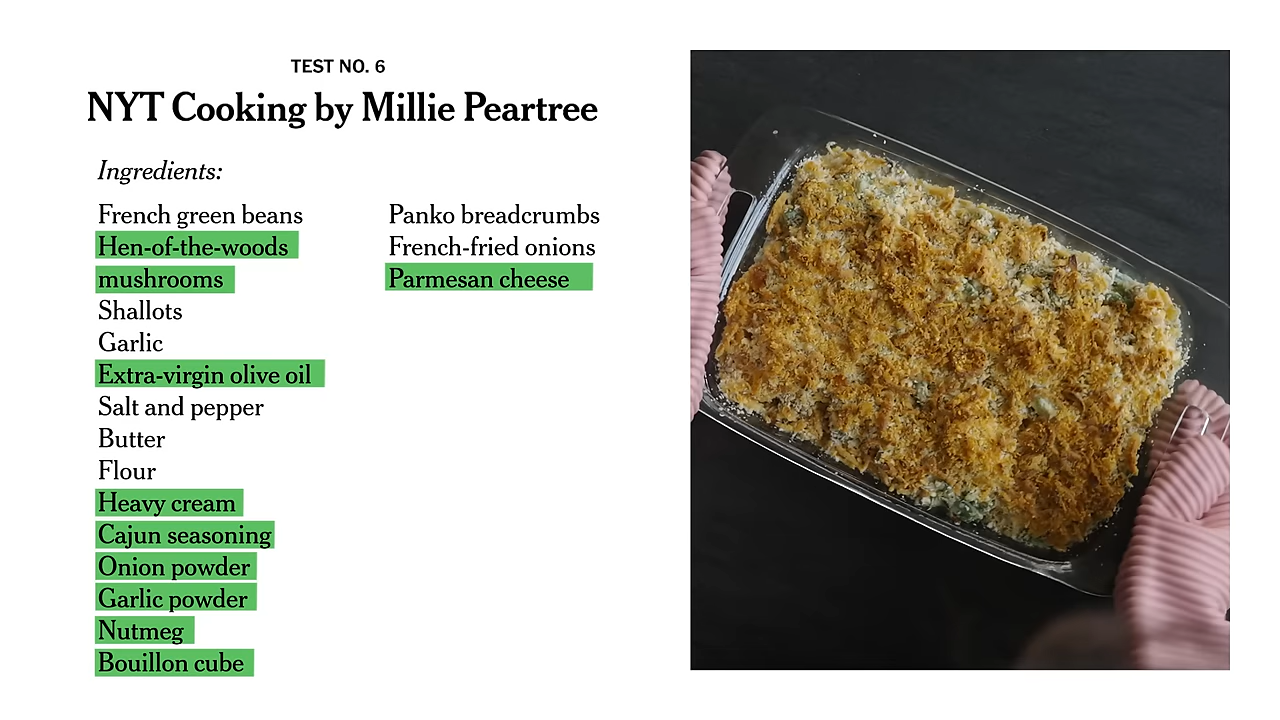 TEST NO. 6
NYT Cooking by Millie Peartree
Ingredients:
French green beans
Hen-of-the-woods
mushrooms
Shallots
Garlic
Extra-virgin olive oil
Salt and pepper
Butter
Flour
Heavy cream
Cajun seasoning
Onion powder
Garlic powder
Nutmeg
Bouillon cube
Panko breadcrumbs
French-fried onions
Parmesan cheese